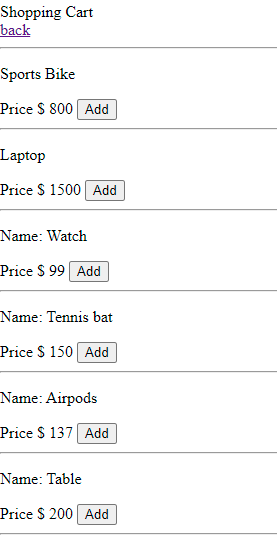 Shopping Cart
back
Sports Bike
Price $ 800 Add
Laptop
Price $ 1500 Add
Name: Watch
Price $ 99 Add
Name: Tennis bat
Price $ 150 Add
Name: Airpods
Price $ 137 Add
Name: Table
Price $ 200 Add